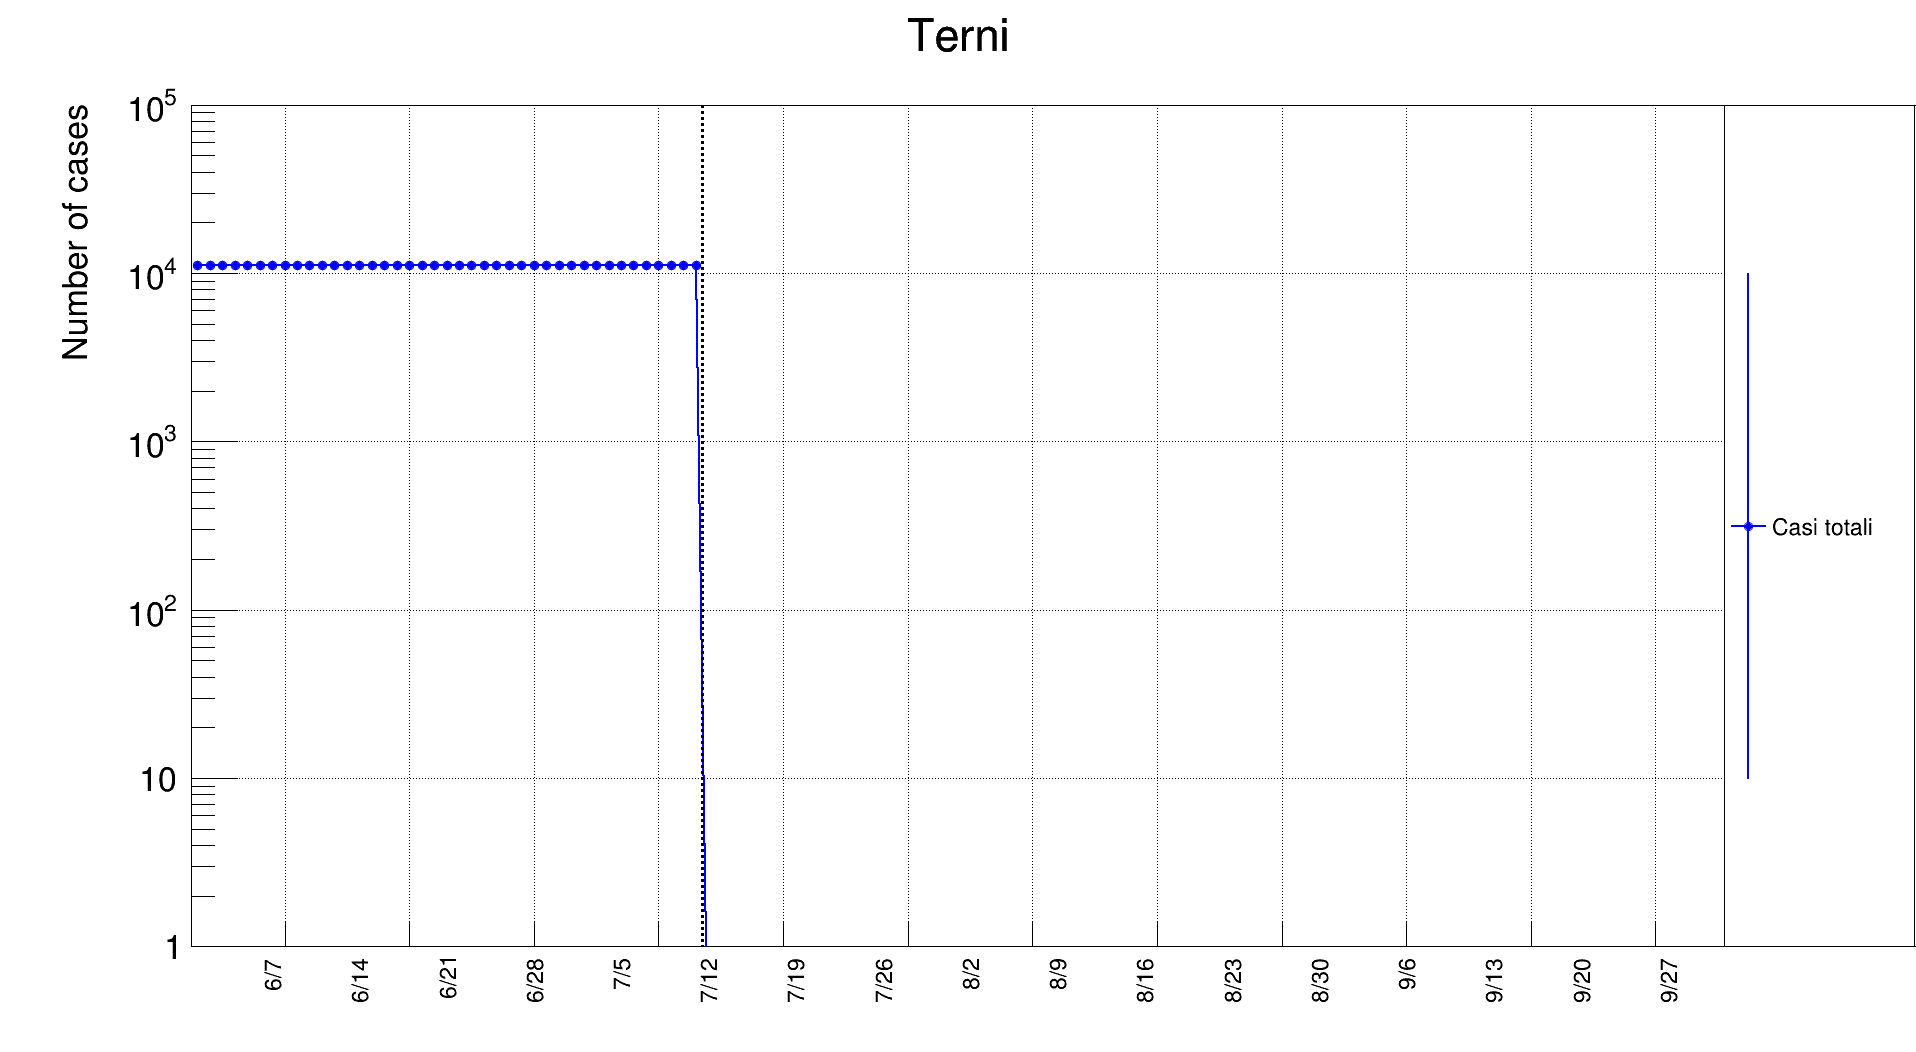 Terni
Number of cases
10^5
10^4
10^3
10^2
10
1
6/7 6/14 6/21 6/28 7/5 7/12 7/19 7/26 8/2 8/9 8/16 8/23 8/30 9/6 9/13 9/20 9/27
Casi totali